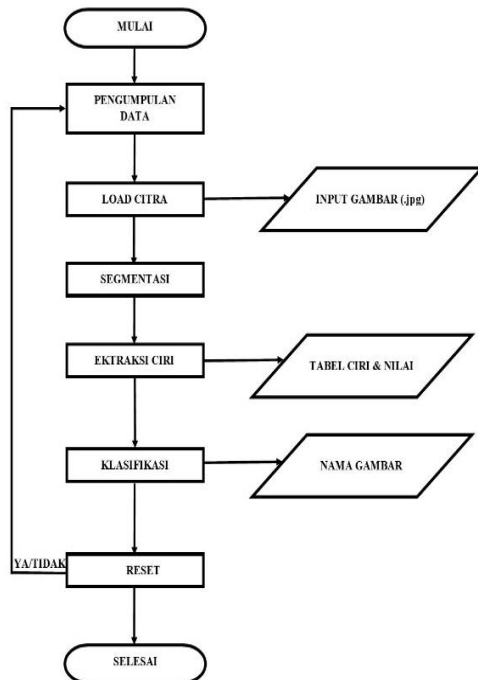 MULAI
PENGUMPULAN
DATA
LOAD CITRA
INPUT GAMBAR (.jpg)
SEGMENTASI
EKTRAKSI CIRI
TABEL CIRI & NILAI
KLASIFIKASI
NAMA GAMBAR
YA/TIDAK
RESET
SELESAI